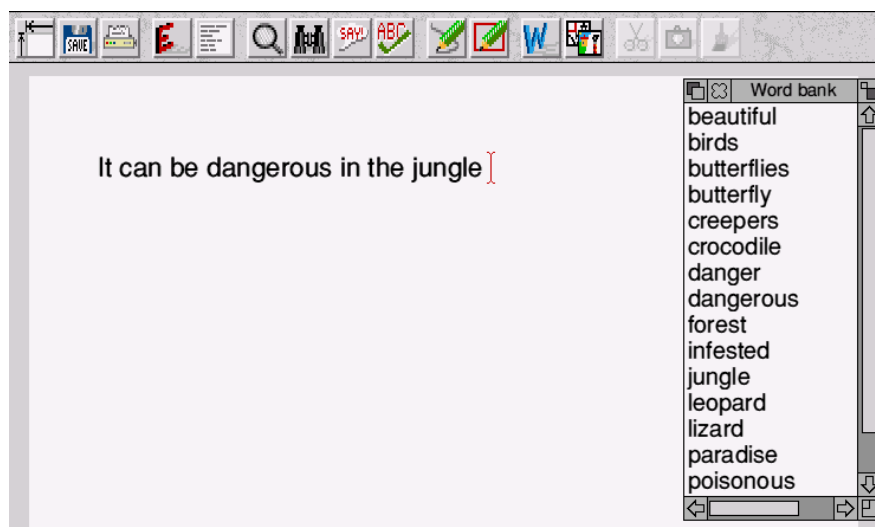 SAVE
SAY!
ABC
W
It can be dangerous in the jungle
Word bank
beautiful
birds
butterflies
butterfly
creepers
crocodile
danger
dangerous
forest
infested
jungle
leopard
lizard
paradise
poisonous